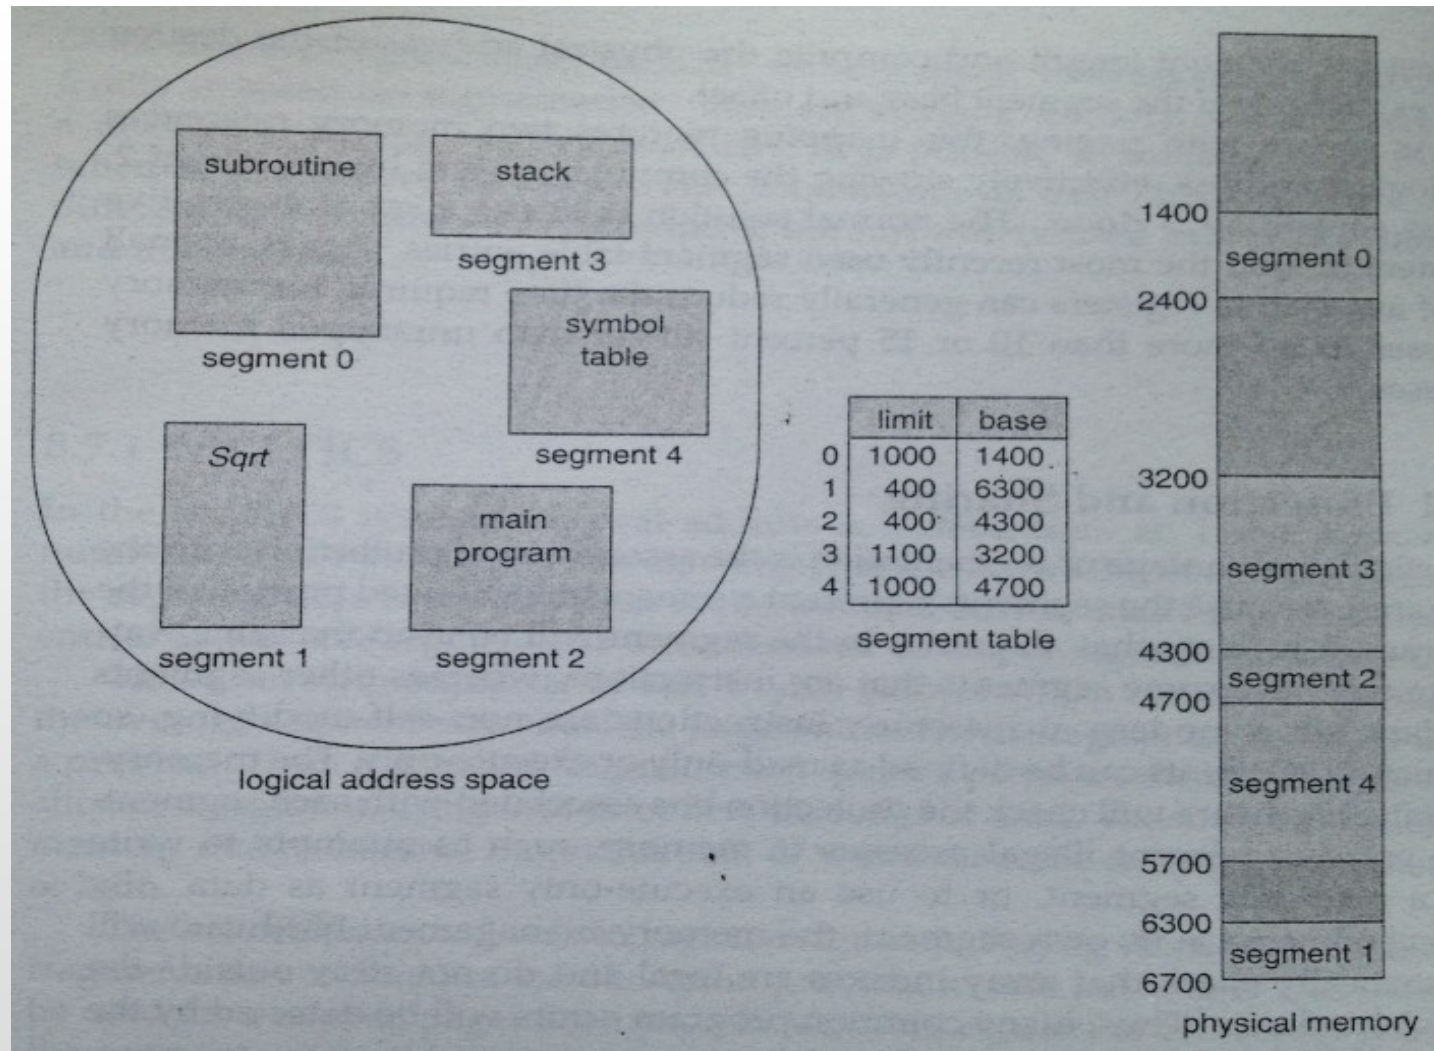 subroutine
segment 0
stack
segment 3
symbol
table
segment 4
Sqrt
segment 1
main
program
segment 2
logical address space
limit base
0 1000 1400
1 400 6300
2 400 4300
3 1100 3200
4 1000 4700
segment table
1400
segment 0
2400
3200
segment 3
4300
segment 2
4700
segment 4
5700
6300
segment 1
6700
physical memory